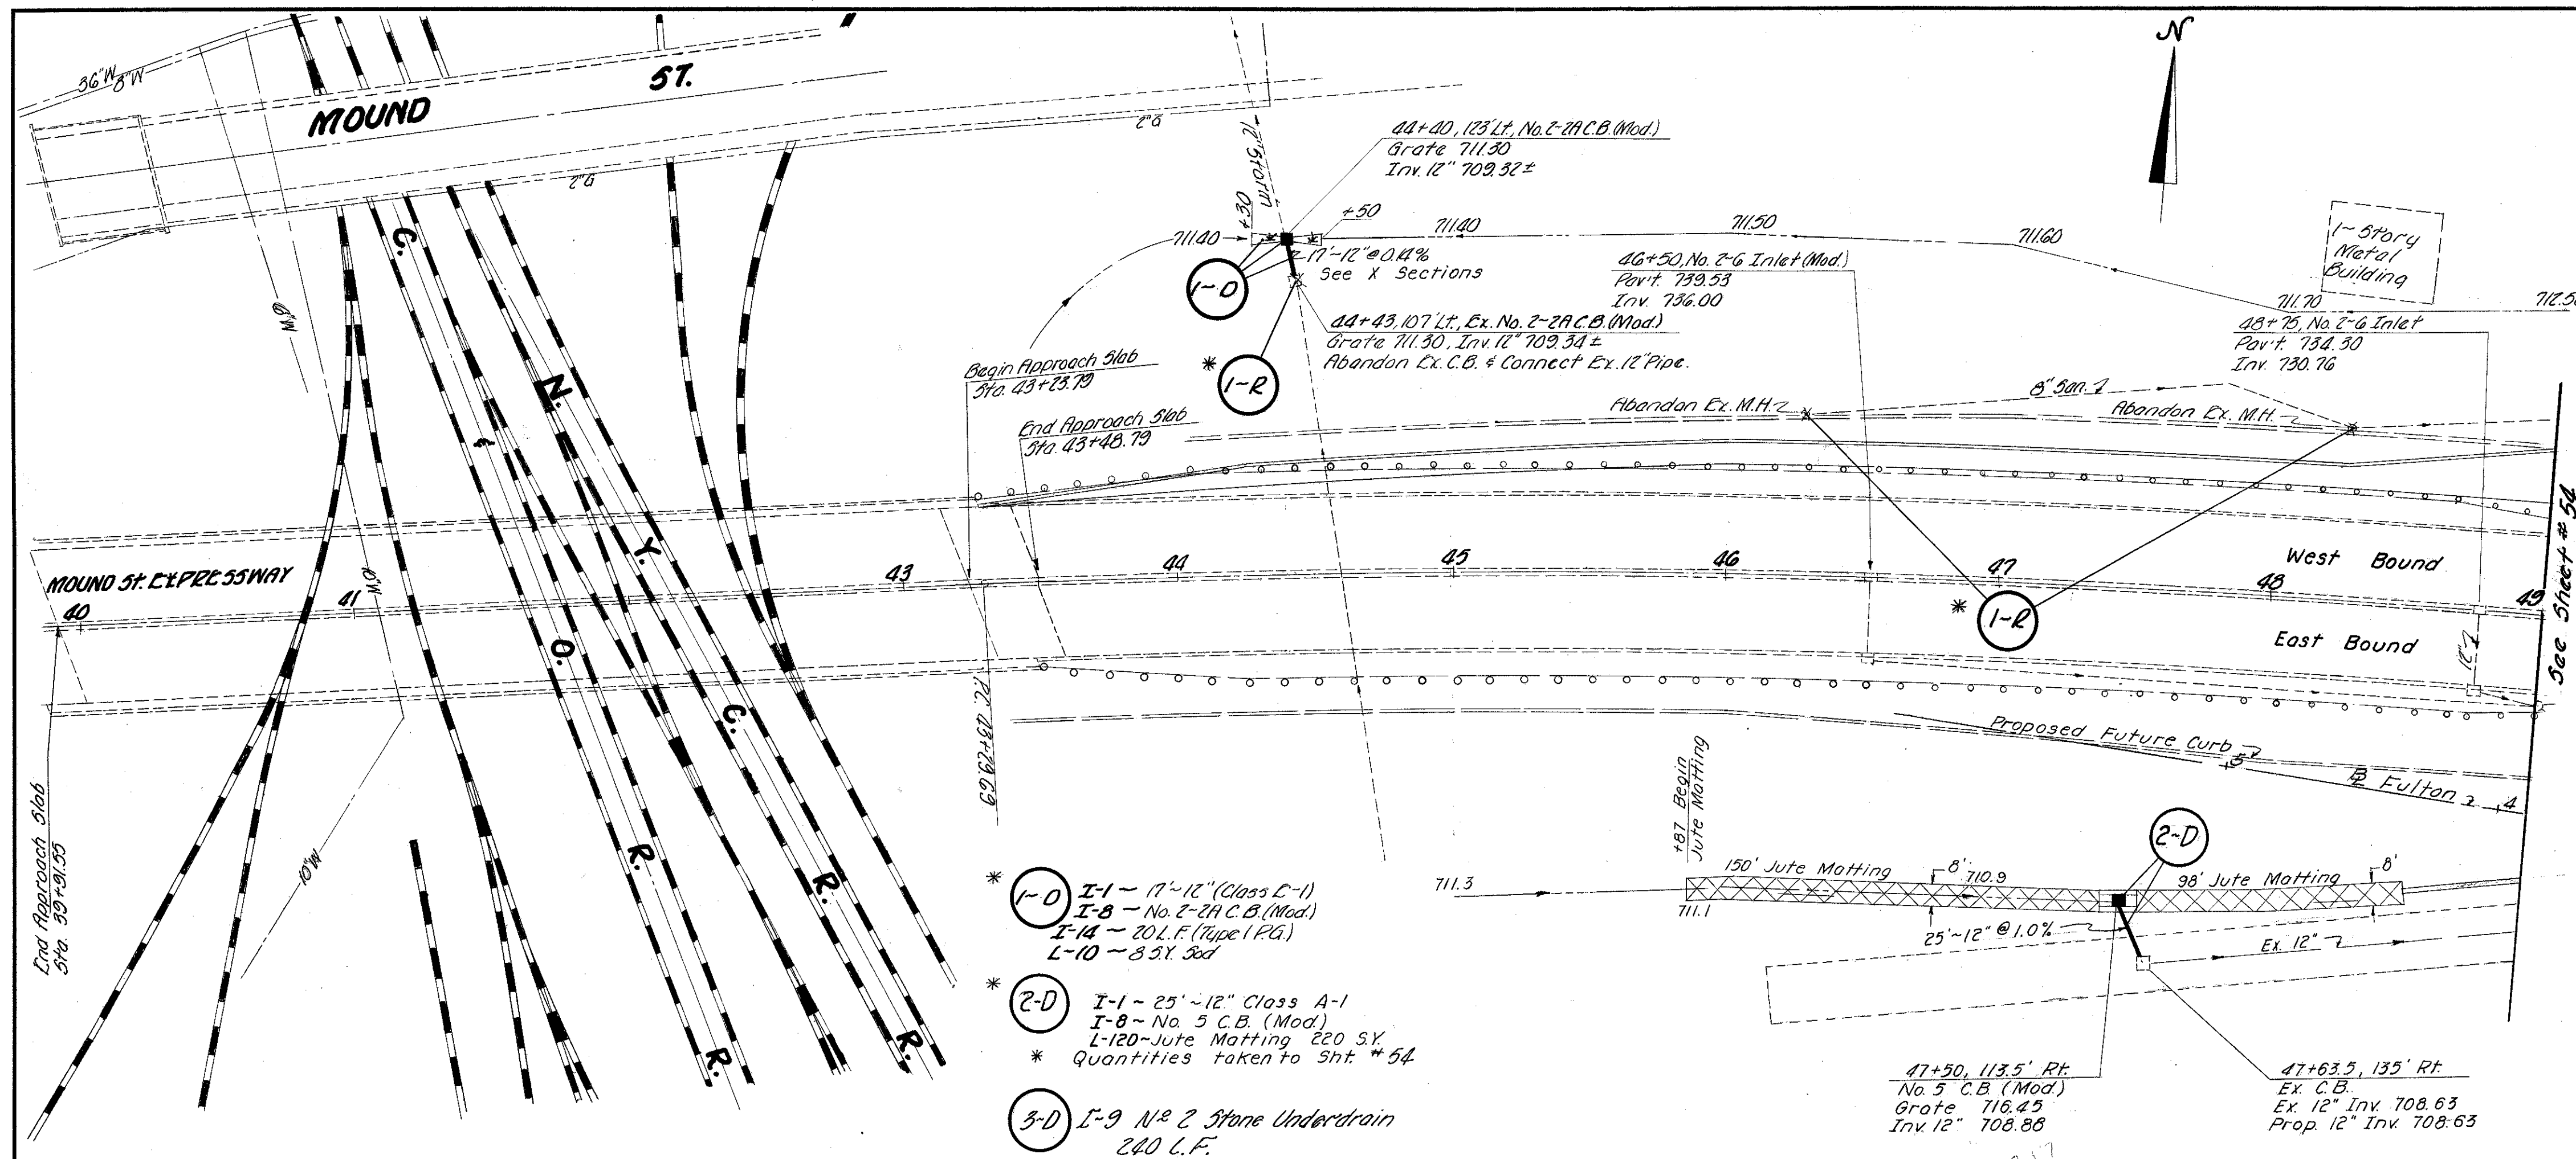 36"W
8"W
MOUND ST.
2"G
2"G
12" Storm
N
44+40, 123' Lt., No. 2-2A C.B. (Mod.)
Grate 711.30
Inv. 12" 709.32±
+30
+50
711.40
711.40
711.50
711.60
711.70
712.50
1~Story
Metal
Building
17'~12" @ 0.14%
See X Sections
1~D
46+50, No. 2-6 Inlet (Mod.)
Pav't. 739.53
Inv. 736.00
44+43, 107' Lt., Ex. No. 2-2A C.B. (Mod.)
Grate 711.30, Inv. 12" 709.34±
Abandon Ex. C.B. & Connect Ex. 12" Pipe.
* 1~R
48+75, No. 2-6 Inlet
Pav't. 734.30
Inv. 730.76
Begin Approach Slab
Sta. 43+23.79
End Approach Slab
Sta. 43+48.79
Abandon Ex. M.H.
8" San.
Abandon Ex. M.H.
6"W
C. & O. R. R.
N. Y. C. R. R.
MOUND St. EXPRESSWAY
40
41
43
44
45
46
47
48
49
10"W
West Bound
East Bound
* 1~R
12"
See Sheet # 54
P.C. 43+29.69
Proposed Future Curb
5
B Fulton
4
End Approach Slab
Sta. 39+91.55
10"W
+87 Begin
Jute Matting
2~D
711.3
711.1
150' Jute Matting
8'
710.9
98' Jute Matting
8'
25'~12" @ 1.0%
Ex. 12"
* 1~D I-1 ~ 17'~12" (Class E-1)
I-8 ~ No. 2-2A C.B. (Mod.)
I-14 ~ 20 L.F. (Type 1 P.G.)
L-10 ~ 8 S.Y. Sod
* 2-D I-1 ~ 25'~12" Class A-1
I-8 ~ No. 5 C.B. (Mod.)
L-120~Jute Matting 220 S.Y.
* Quantities taken to Sht. # 54
3-D I-9 Nº 2 Stone Underdrain
240 L.F.
47+50, 113.5' Rt.
No. 5 C.B. (Mod.)
Grate 716.45
Inv. 12" 708.88
47+63.5, 135' Rt.
Ex. C.B.
Ex. 12" Inv. 708.63
Prop. 12" Inv. 708.63